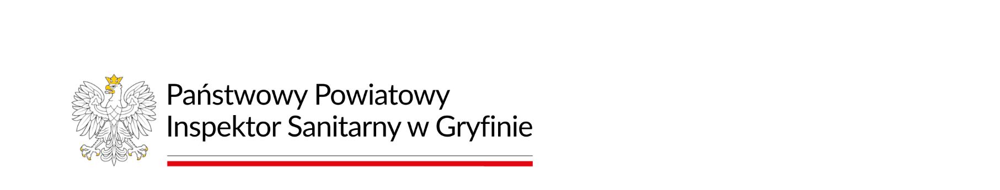 Państwowy Powiatowy
Inspektor Sanitarny w Gryfinie